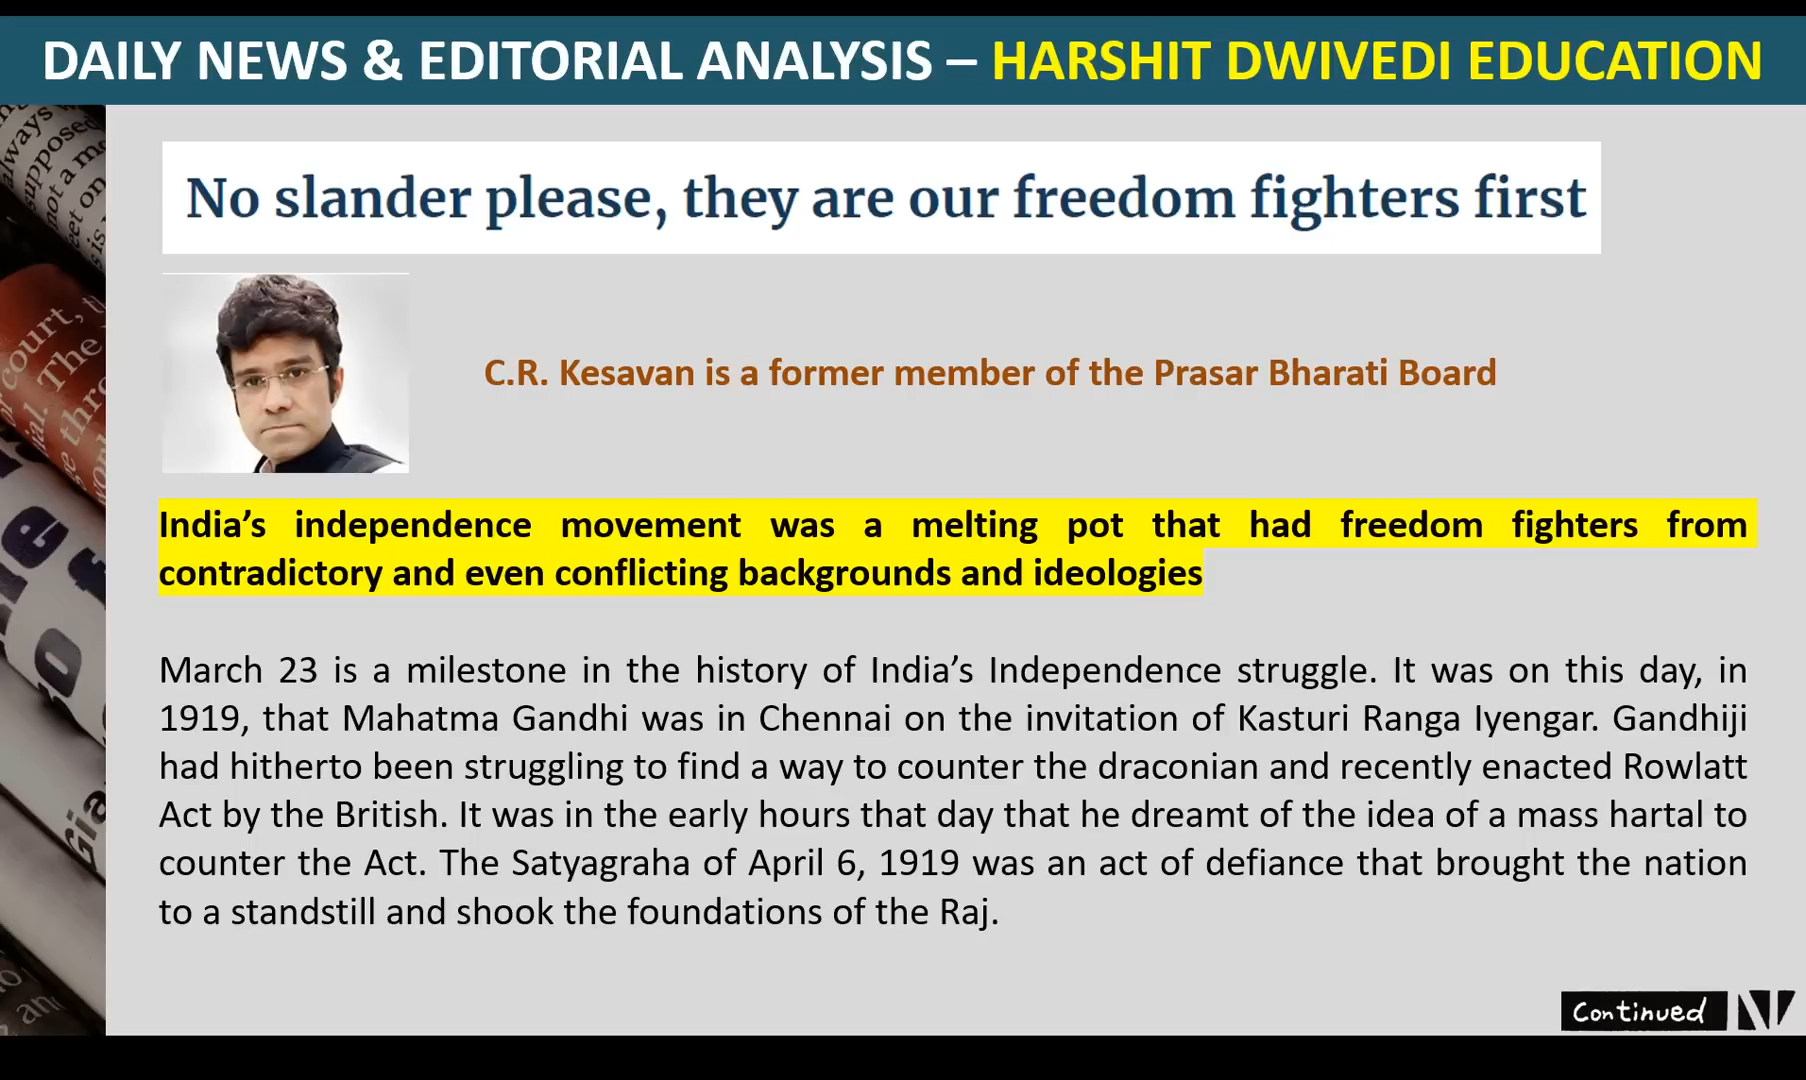 DAILY NEWS & EDITORIAL ANALYSIS – HARSHIT DWIVEDI EDUCATION
No slander please, they are our freedom fighters first
C.R. Kesavan is a former member of the Prasar Bharati Board
India’s independence movement was a melting pot that had freedom fighters from
contradictory and even conflicting backgrounds and ideologies
March 23 is a milestone in the history of India’s Independence struggle. It was on this day, in
1919, that Mahatma Gandhi was in Chennai on the invitation of Kasturi Ranga Iyengar. Gandhiji
had hitherto been struggling to find a way to counter the draconian and recently enacted Rowlatt
Act by the British. It was in the early hours that day that he dreamt of the idea of a mass hartal to
counter the Act. The Satyagraha of April 6, 1919 was an act of defiance that brought the nation
to a standstill and shook the foundations of the Raj.
Continued